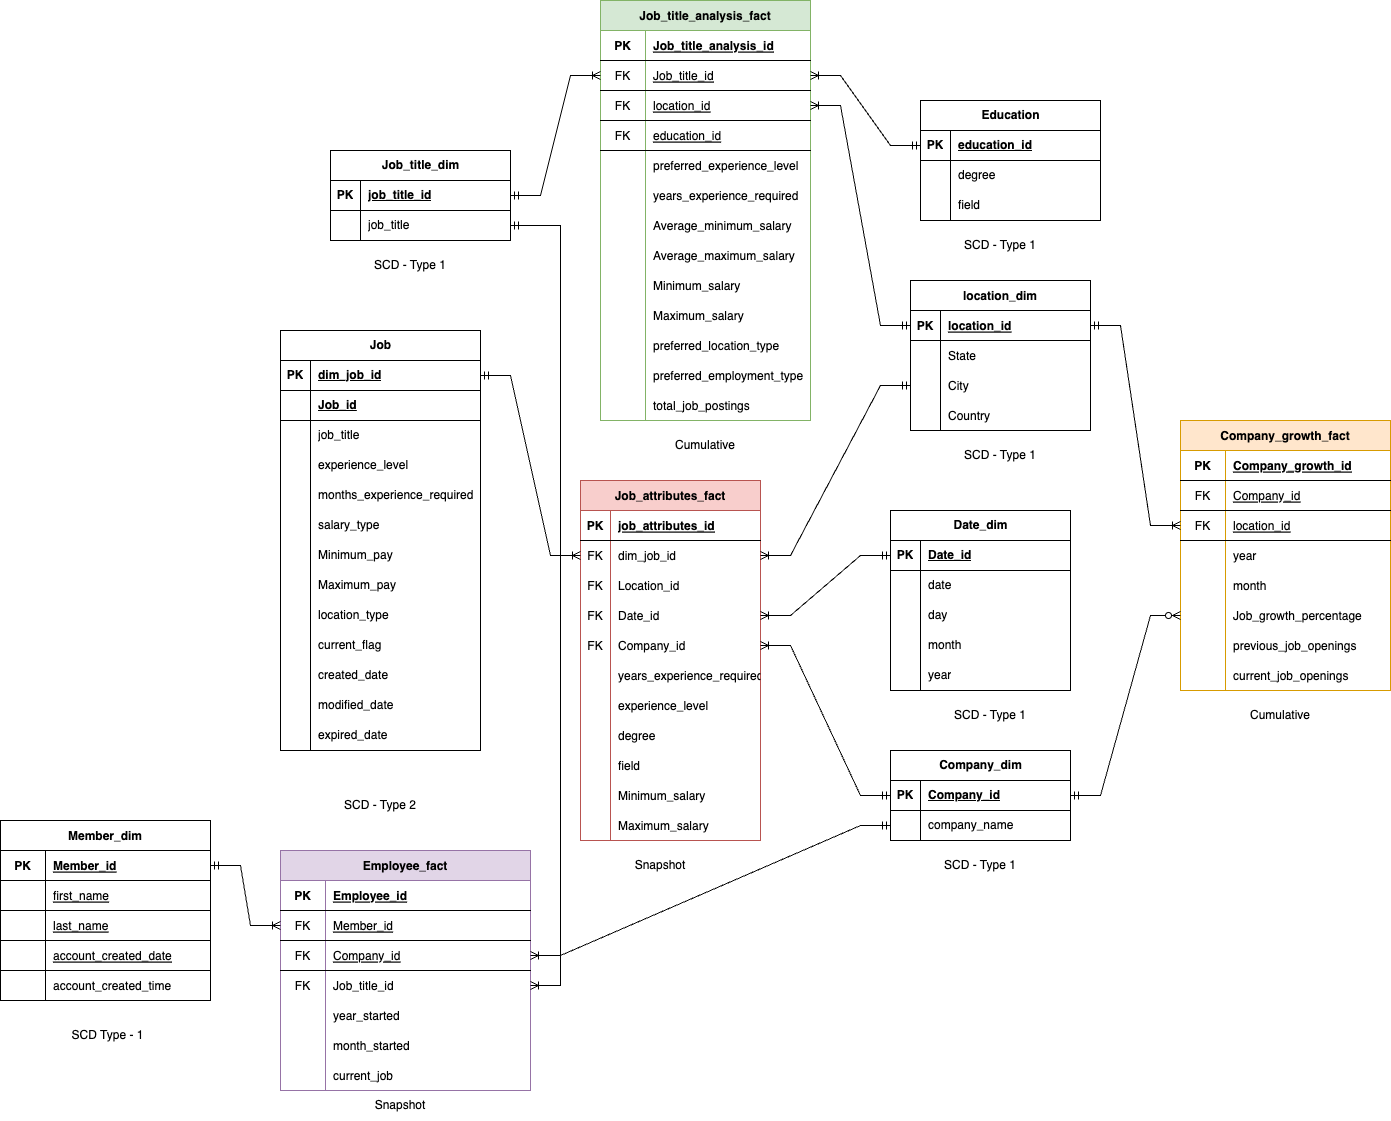 Job_title_analysis_fact
PK Job_title_analysis_id
FK Job_title_id
FK location_id
FK education_id
preferred_experience_level
years_experience_required
Average_minimum_salary
Average_maximum_salary
Minimum_salary
Maximum_salary
preferred_location_type
preferred_employment_type
total_job_postings
Cumulative
Education
PK education_id
degree
field
SCD - Type 1
Job_title_dim
PK job_title_id
job_title
SCD - Type 1
location_dim
PK location_id
State
City
Country
SCD - Type 1
Job
PK dim_job_id
Job_id
job_title
experience_level
months_experience_required
salary_type
Minimum_pay
Maximum_pay
location_type
current_flag
created_date
modified_date
expired_date
SCD - Type 2
Company_growth_fact
PK Company_growth_id
FK Company_id
FK location_id
year
month
Job_growth_percentage
previous_job_openings
current_job_openings
Cumulative
Job_attributes_fact
PK job_attributes_id
FK dim_job_id
FK Location_id
FK Date_id
FK Company_id
years_experience_required
experience_level
degree
field
Minimum_salary
Maximum_salary
Snapshot
Date_dim
PK Date_id
date
day
month
year
SCD - Type 1
Company_dim
PK Company_id
company_name
SCD - Type 1
Member_dim
PK Member_id
first_name
last_name
account_created_date
account_created_time
SCD Type - 1
Employee_fact
PK Employee_id
FK Member_id
FK Company_id
FK Job_title_id
year_started
month_started
current_job
Snapshot